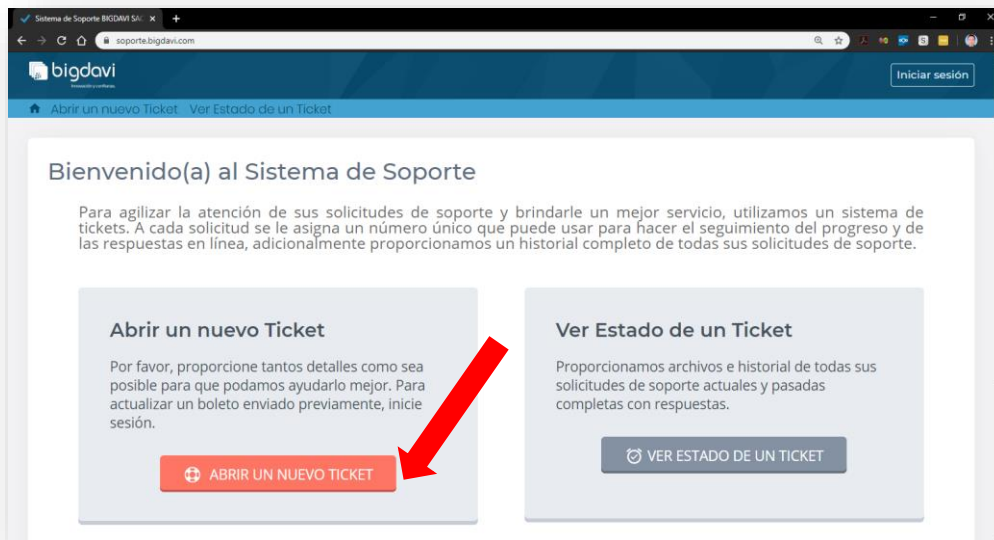 Sistema de Soporte BIGDAVI SAC
soporte.bigdavi.com
bigdavi
Iniciar sesión
Abrir un nuevo Ticket Ver Estado de un Ticket
Bienvenido(a) al Sistema de Soporte
Para agilizar la atención de sus solicitudes de soporte y brindarle un mejor servicio, utilizamos un sistema de
tickets. A cada solicitud se le asigna un número único que puede usar para hacer el seguimiento del progreso y de
las respuestas en línea, adicionalmente proporcionamos un historial completo de todas sus solicitudes de soporte.
Abrir un nuevo Ticket
Por favor, proporcione tantos detalles como sea
posible para que podamos ayudarlo mejor. Para
actualizar un boleto enviado previamente, inicie
sesión.
ABRIR UN NUEVO TICKET
Ver Estado de un Ticket
Proporcionamos archivos e historial de todas sus
solicitudes de soporte actuales y pasadas
completas con respuestas.
VER ESTADO DE UN TICKET